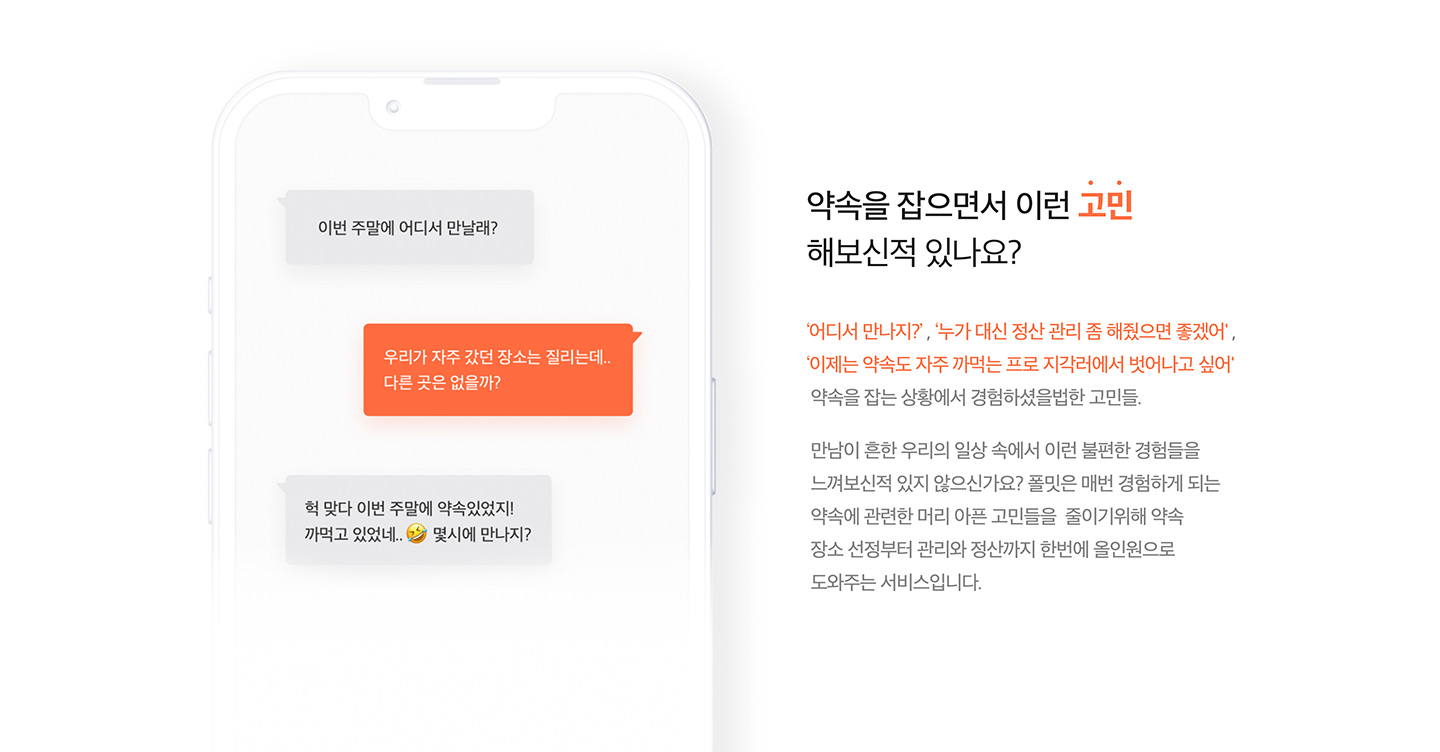 이번 주말에 어디서 만날래?
우리가 자주 갔던 장소는 질리는데..
다른 곳은 없을까?
헉 맞다 이번 주말에 약속있었지!
까먹고 있었네.. 🤣 몇시에 만나지?
약속을 잡으면서 이런 고민
해보신적 있나요?
‘어디서 만나지?’ , ‘누가 대신 정산 관리 좀 해줬으면 좋겠어' ,
‘이제는 약속도 자주 까먹는 프로 지각러에서 벗어나고 싶어'
약속을 잡는 상황에서 경험하셨을법한 고민들.
만남이 흔한 우리의 일상 속에서 이런 불편한 경험들을
느껴보신적 있지 않으신가요? 폴밋은 매번 경험하게 되는
약속에 관련한 머리 아픈 고민들을 줄이기위해 약속
장소 선정부터 관리와 정산까지 한번에 올인원으로
도와주는 서비스입니다.